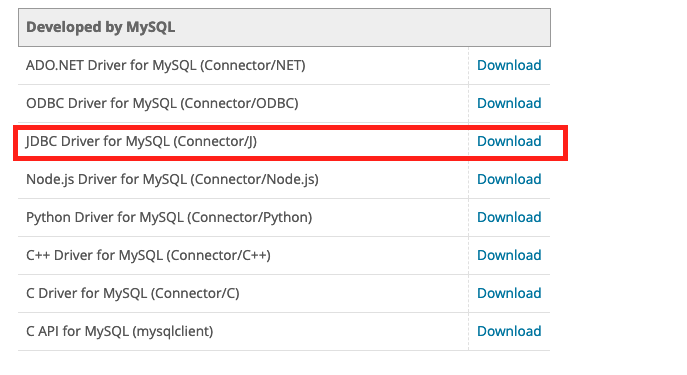 Developed by MySQL
ADO.NET Driver for MySQL (Connector/NET) Download
ODBC Driver for MySQL (Connector/ODBC) Download
JDBC Driver for MySQL (Connector/J) Download
Node.js Driver for MySQL (Connector/Node.js) Download
Python Driver for MySQL (Connector/Python) Download
C++ Driver for MySQL (Connector/C++) Download
C Driver for MySQL (Connector/C) Download
C API for MySQL (mysqlclient) Download